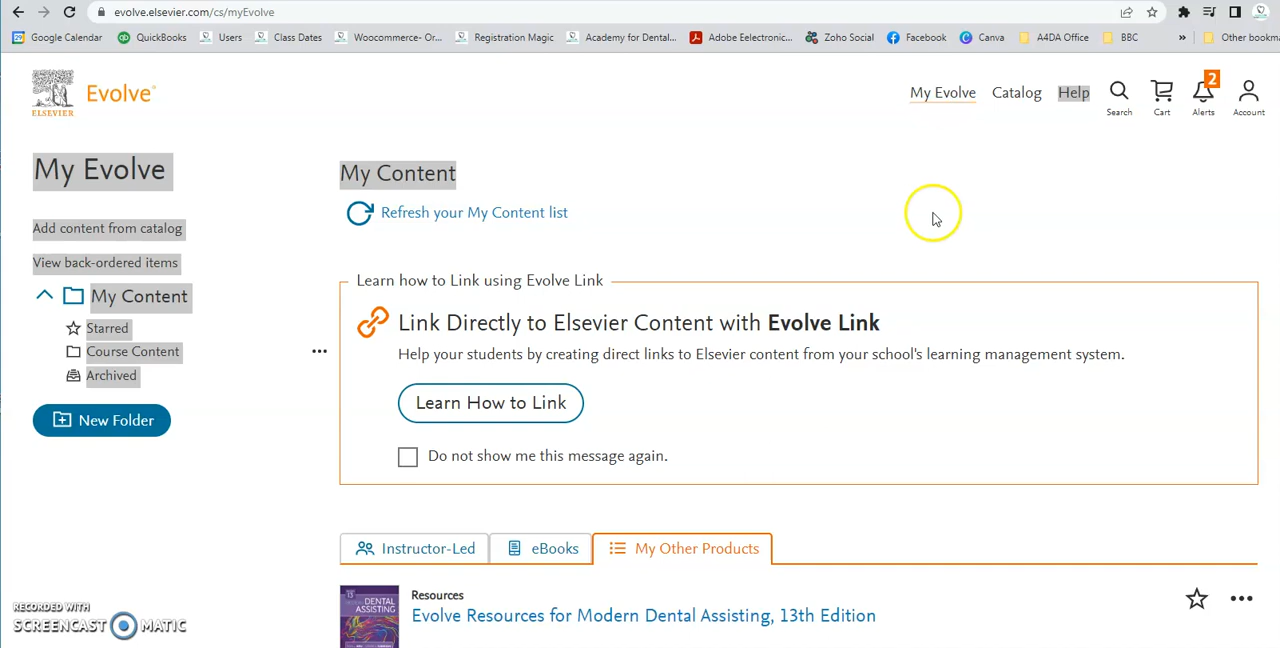 evolve.elsevier.com/cs/myEvolve
Google Calendar QuickBooks Users Class Dates Woocommerce- Or... Registration Magic Academy for Dental... Adobe Eelectronic... Zoho Social Facebook Canva A4DA Office BBC » Other bookma
ELSEVIER
Evolve®
My Evolve Catalog Help Search Cart 2 Alerts Account
My Evolve
Add content from catalog
View back-ordered items
My Content
Starred
Course Content
Archived
New Folder
My Content
Refresh your My Content list
Learn how to Link using Evolve Link
Link Directly to Elsevier Content with Evolve Link
Help your students by creating direct links to Elsevier content from your school's learning management system.
Learn How to Link
Do not show me this message again.
Instructor-Led eBooks My Other Products
13
DENTAL
ASSISTING
Resources
Evolve Resources for Modern Dental Assisting, 13th Edition
RECORDED WITH
SCREENCAST MATIC